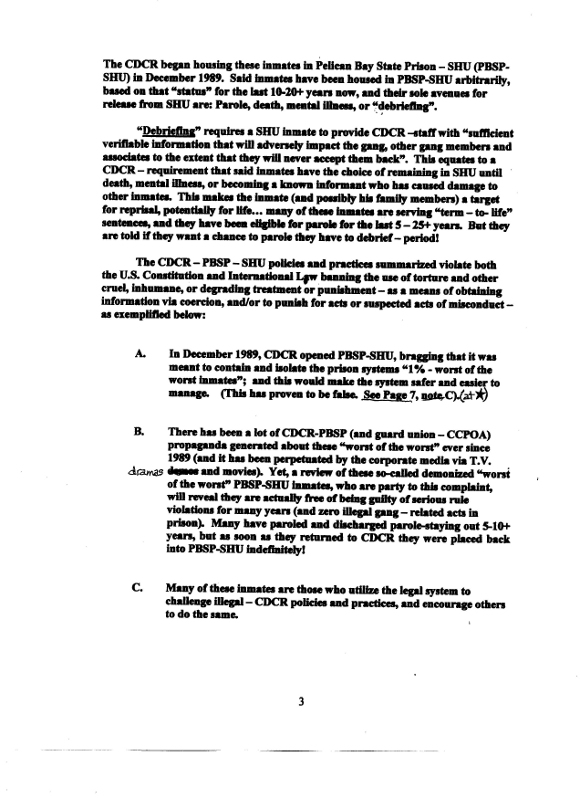 The CDCR began housing these inmates in Pelican Bay State Prison – SHU (PBSP-
SHU) in December 1989. Said inmates have been housed in PBSP-SHU arbitrarily,
based on that “status” for the last 10-20+ years now, and their sole avenues for
release from SHU are: Parole, death, mental illness, or “debriefing”.
“Debriefing” requires a SHU inmate to provide CDCR –staff with “sufficient
verifiable information that will adversely impact the gang, other gang members and
associates to the extent that they will never accept them back”. This equates to a
CDCR – requirement that said inmates have the choice of remaining in SHU until
death, mental illness, or becoming a known informant who has caused damage to
other inmates. This makes the inmate (and possibly his family members) a target
for reprisal, potentially for life… many of these inmates are serving “term – to- life”
sentences, and they have been eligible for parole for the last 5 – 25+ years. But they
are told if they want a chance to parole they have to debrief – period!
The CDCR – PBSP – SHU policies and practices summarized violate both
the U.S. Constitution and International Law banning the use of torture and other
cruel, inhumane, or degrading treatment or punishment – as a means of obtaining
information via coercion, and/or to punish for acts or suspected acts of misconduct –
as exemplified below:
A. In December 1989, CDCR opened PBSP-SHU, bragging that it was
meant to contain and isolate the prison systems “1% - worst of the
worst inmates”; and this would make the system safer and easier to
manage. (This has proven to be false. See Page 7, note C).(at ★)
B. There has been a lot of CDCR-PBSP (and guard union – CCPOA)
propaganda generated about these “worst of the worst” ever since
1989 (and it has been perpetuated by the corporate media via T.V.
dramas and movies). Yet, a review of these so-called demonized “worst
of the worst” PBSP-SHU inmates, who are party to this complaint,
will reveal they are actually free of being guilty of serious rule
violations for many years (and zero illegal gang – related acts in
prison). Many have paroled and discharged parole-staying out 5-10+
years, but as soon as they returned to CDCR they were placed back
into PBSP-SHU indefinitely!
C. Many of these inmates are those who utilize the legal system to
challenge illegal – CDCR policies and practices, and encourage others
to do the same.
3